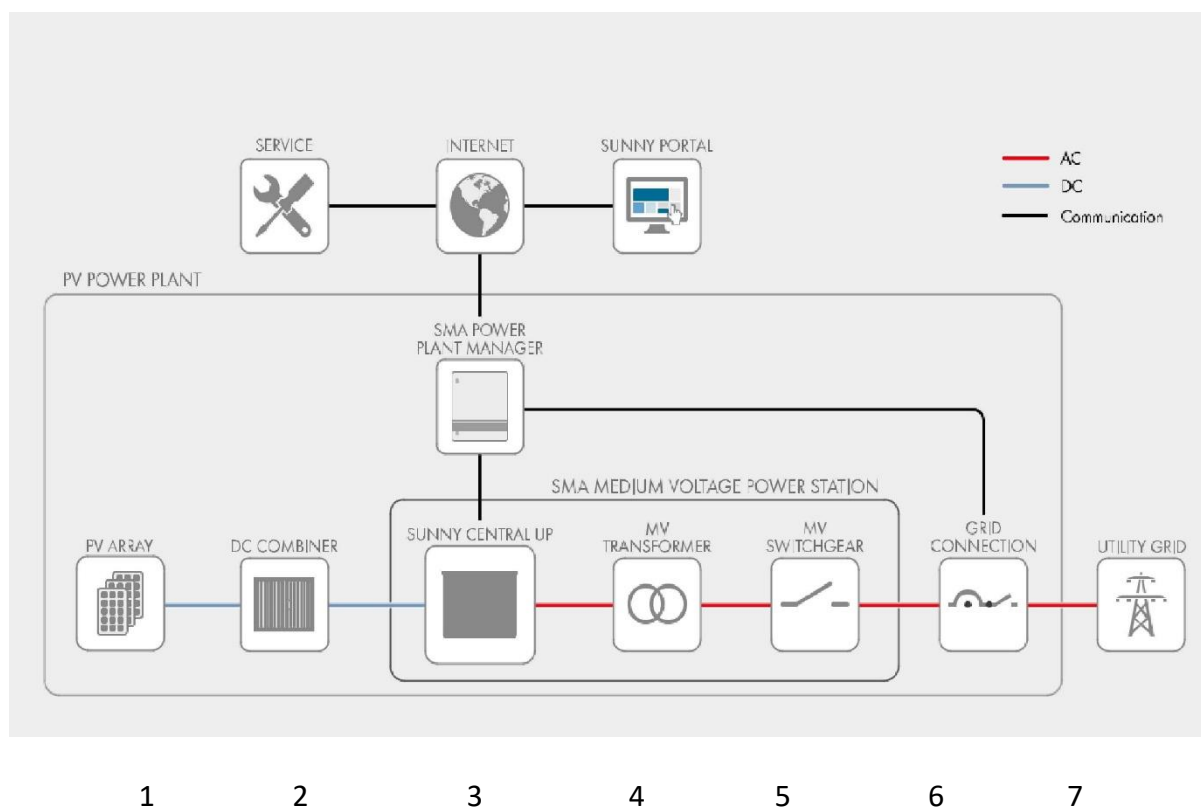 SERVICE
INTERNET
SUNNY PORTAL
AC
DC
Communication
PV POWER PLANT
SMA POWER
PLANT MANAGER
SMA MEDIUM VOLTAGE POWER STATION
PV ARRAY
DC COMBINER
SUNNY CENTRAL UP
MV
TRANSFORMER
MV
SWITCHGEAR
GRID
CONNECTION
UTILITY GRID
1 2 3 4 5 6 7